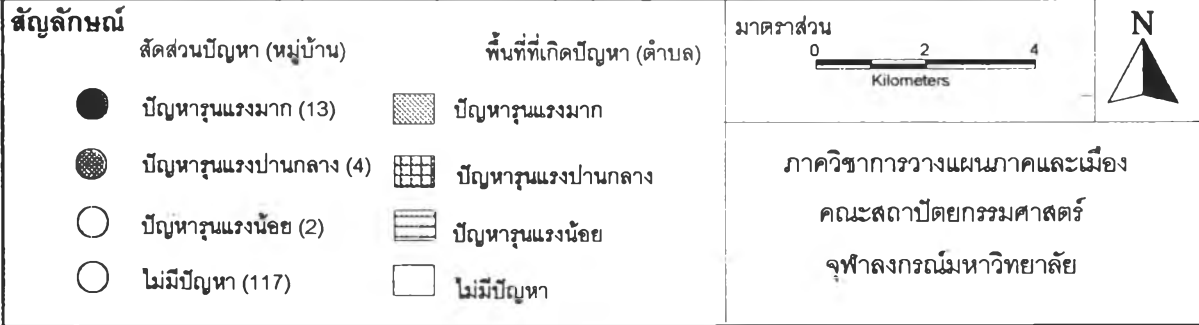 สัญลักษณ์
สัดส่วนปัญหา (หมู่บ้าน)
ปัญหารุนแรงมาก (13)
ปัญหารุนแรงปานกลาง (4)
ปัญหารุนแรงน้อย (2)
ไม่มีปัญหา (117)
พื้นที่ที่เกิดปัญหา (ตำบล)
ปัญหารุนแรงมาก
ปัญหารุนแรงปานกลาง
ปัญหารุนแรงน้อย
ไม่มีปัญหา
มาตราส่วน
0 2 4
Kilometers
N
ภาควิชาการวางแผนภาคและเมือง
คณะสถาปัตยกรรมศาสตร์
จุฬาลงกรณ์มหาวิทยาลัย